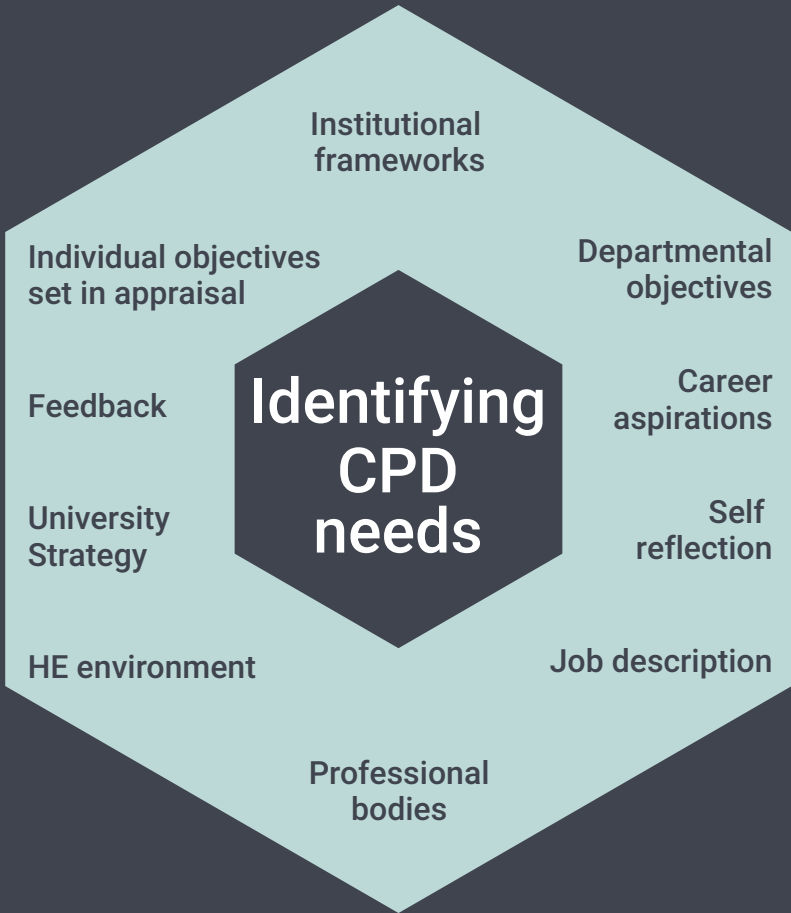 Institutional
frameworks
Individual objectives
set in appraisal
Departmental
objectives
Feedback
Career
aspirations
Identifying
CPD
needs
University
Strategy
Self
reflection
HE environment
Job description
Professional
bodies